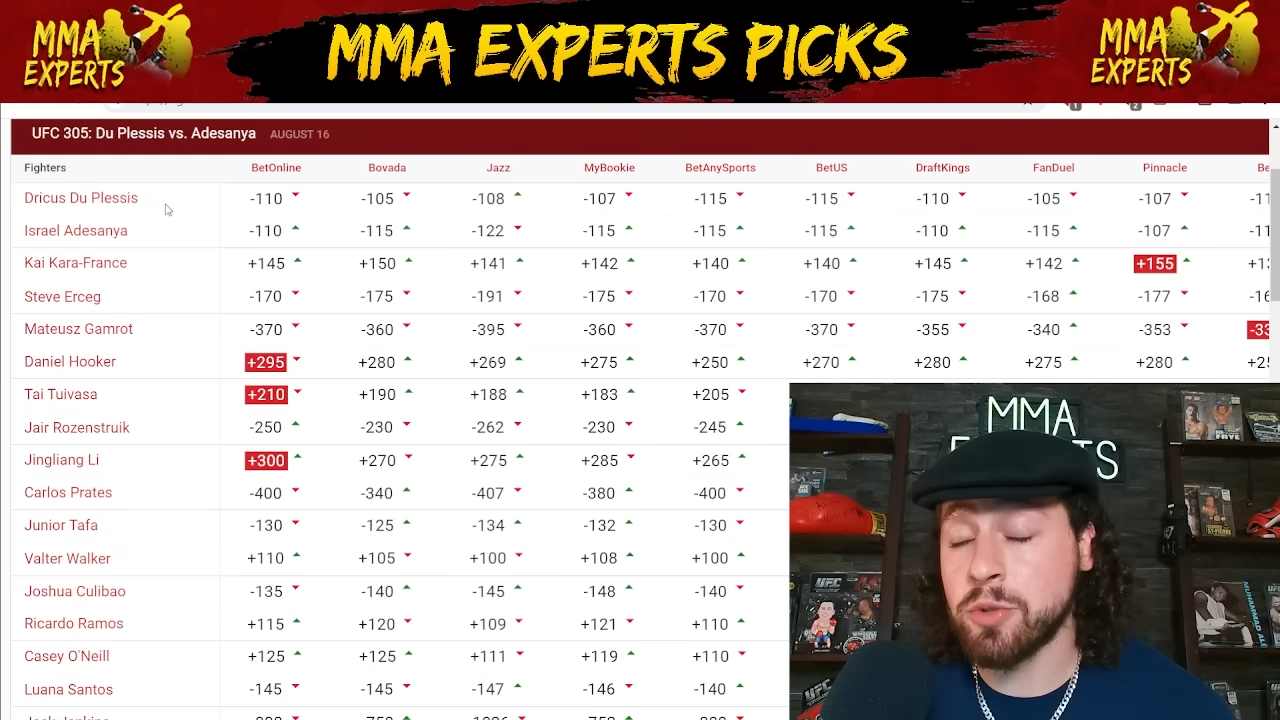 MMA EXPERTS
MMA EXPERTS PICKS
MMA EXPERTS
UFC 305: Du Plessis vs. Adesanya AUGUST 16
Fighters BetOnline Bovada Jazz MyBookie BetAnySports BetUS DraftKings FanDuel Pinnacle
Dricus Du Plessis -110 -105 -108 -107 -115 -115 -110 -105 -107
Israel Adesanya -110 -115 -122 -115 -115 -115 -110 -115 -107
Kai Kara-France +145 +150 +141 +142 +140 +140 +145 +142 +155
Steve Erceg -170 -175 -191 -175 -170 -170 -175 -168 -177
Mateusz Gamrot -370 -360 -395 -360 -370 -370 -355 -340 -353
Daniel Hooker +295 +280 +269 +275 +250 +270 +280 +275 +280
Tai Tuivasa +210 +190 +188 +183 +205
Jair Rozenstruik -250 -230 -262 -230 -245
Jingliang Li +300 +270 +275 +285 +265
Carlos Prates -400 -340 -407 -380 -400
Junior Tafa -130 -125 -134 -132 -130
Valter Walker +110 +105 +100 +108 +100
Joshua Culibao -135 -140 -145 -148 -140
Ricardo Ramos +115 +120 +109 +121 +110
Casey O'Neill +125 +125 +111 +119 +110
Luana Santos -145 -145 -147 -146 -140
MMA
FRYE
UFC
MUHAMMAD
UFC